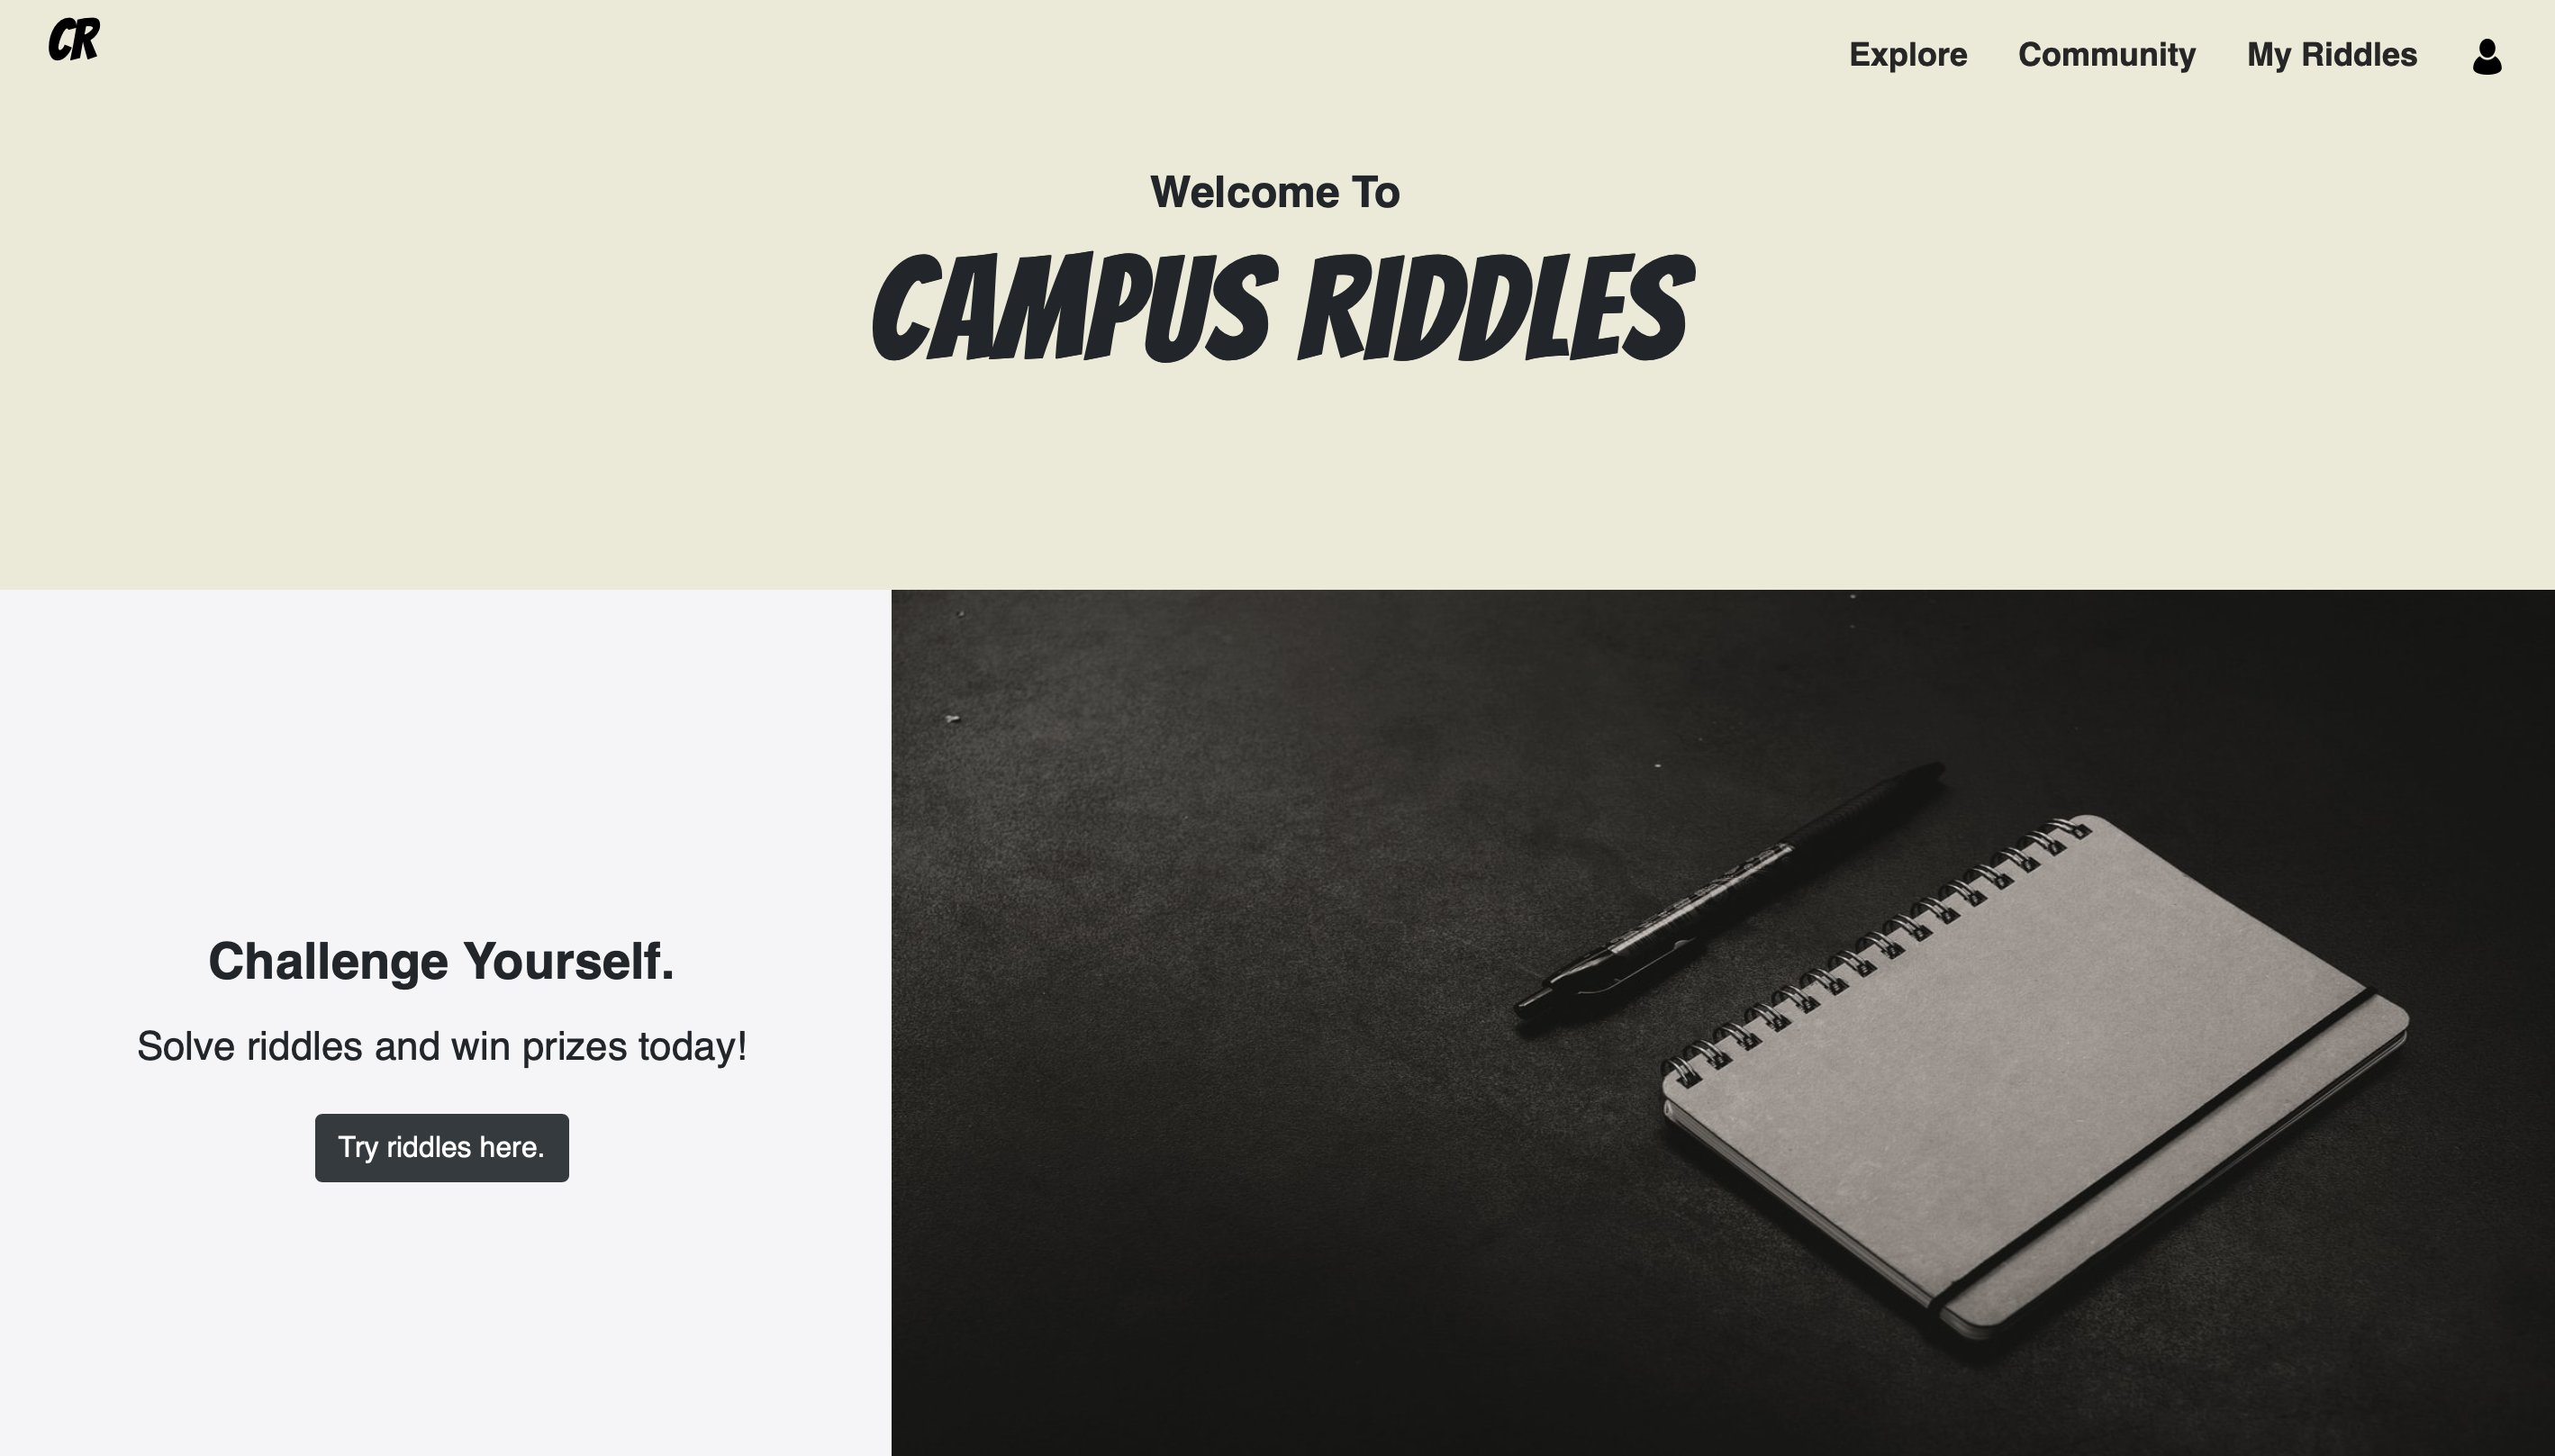 CR
Explore Community My Riddles
Welcome To
CAMPUS RIDDLES
Challenge Yourself.
Solve riddles and win prizes today!
Try riddles here.